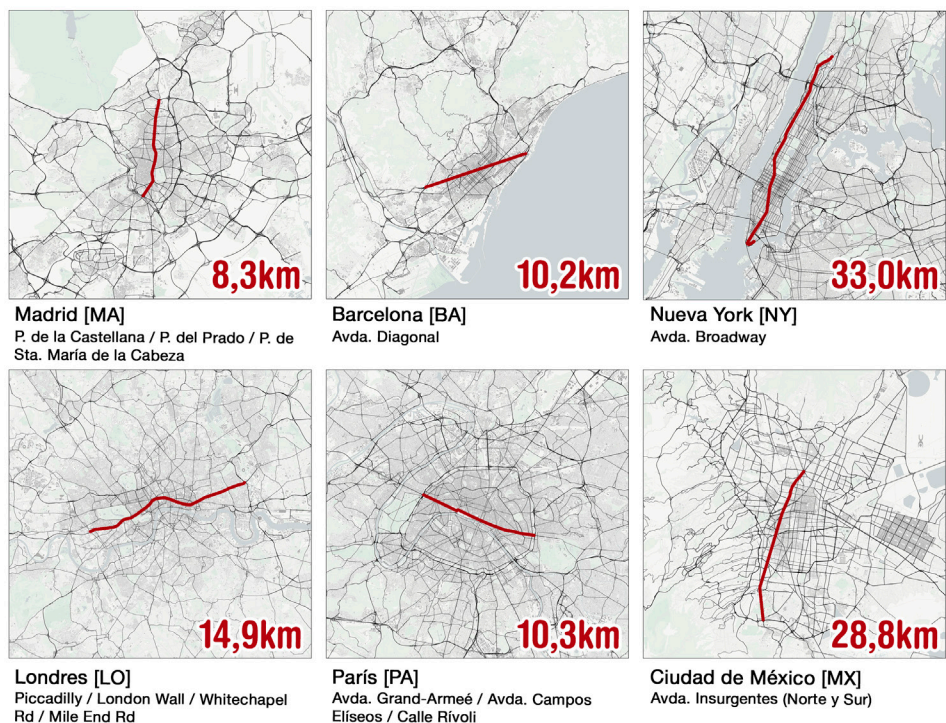 8,3km
Madrid [MA]
P. de la Castellana / P. del Prado / P. de
Sta. María de la Cabeza
10,2km
Barcelona [BA]
Avda. Diagonal
33,0km
Nueva York [NY]
Avda. Broadway
14,9km
Londres [LO]
Piccadilly / London Wall / Whitechapel
Rd / Mile End Rd
10,3km
París [PA]
Avda. Grand-Armeé / Avda. Campos
Elíseos / Calle Rívoli
28,8km
Ciudad de México [MX]
Avda. Insurgentes (Norte y Sur)